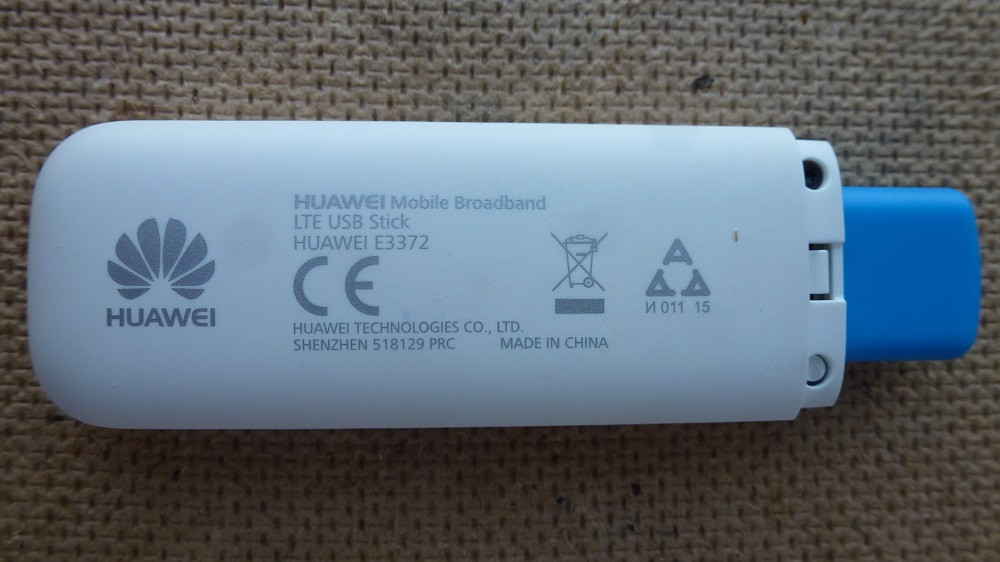 HUAWEI
HUAWEI Mobile Broadband
LTE USB Stick
HUAWEI E3372
CE
HUAWEI TECHNOLOGIES CO., LTD.
SHENZHEN 518129 PRC MADE IN CHINA
И 011 15